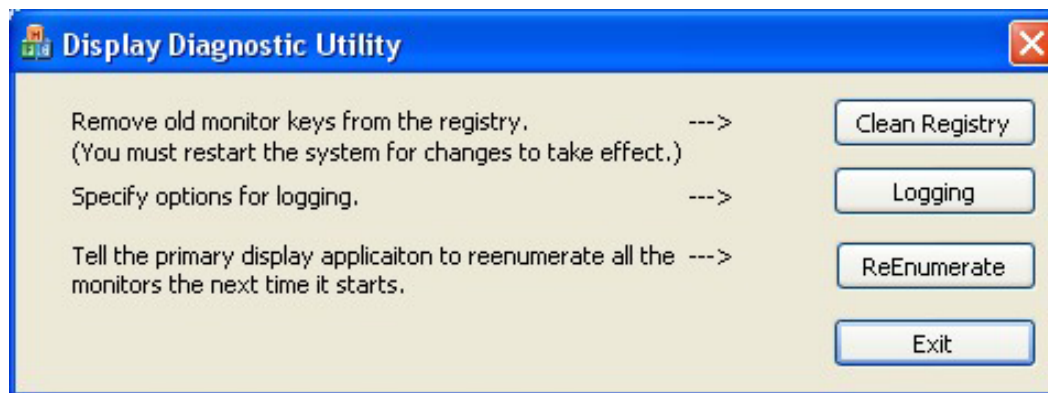 Display Diagnostic Utility
Remove old monitor keys from the registry. ---> Clean Registry
(You must restart the system for changes to take effect.)
Specify options for logging. ---> Logging
Tell the primary display applicaiton to reenumerate all the ---> ReEnumerate
monitors the next time it starts.
Exit